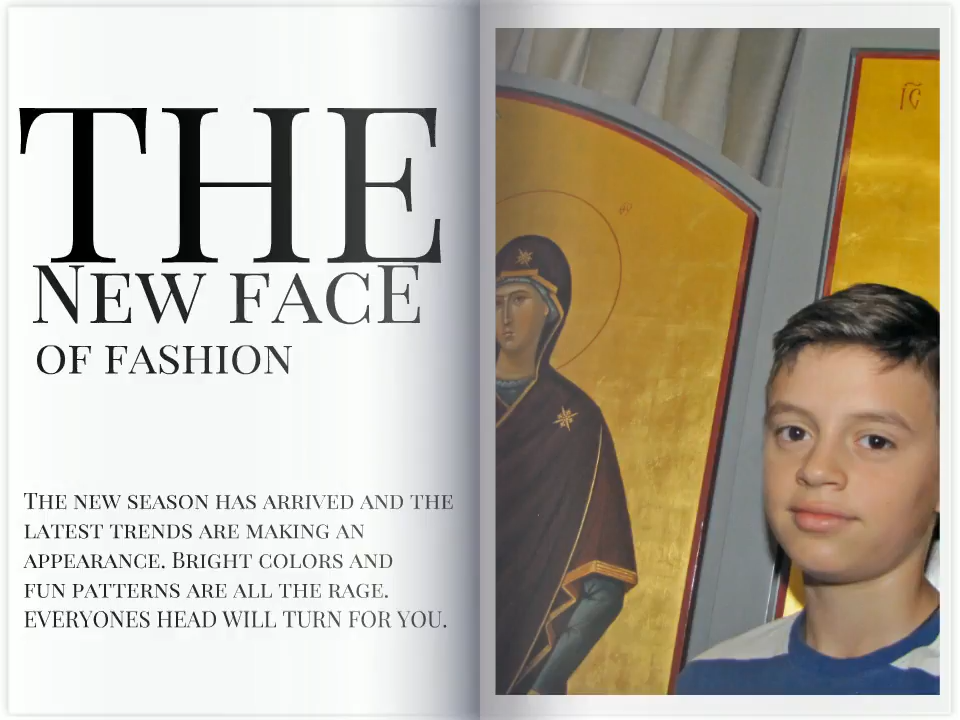 THE
NEW FACE
OF FASHION
THE NEW SEASON HAS ARRIVED AND THE
LATEST TRENDS ARE MAKING AN
APPEARANCE. BRIGHT COLORS AND
FUN PATTERNS ARE ALL THE RAGE.
EVERYONES HEAD WILL TURN FOR YOU.
IC